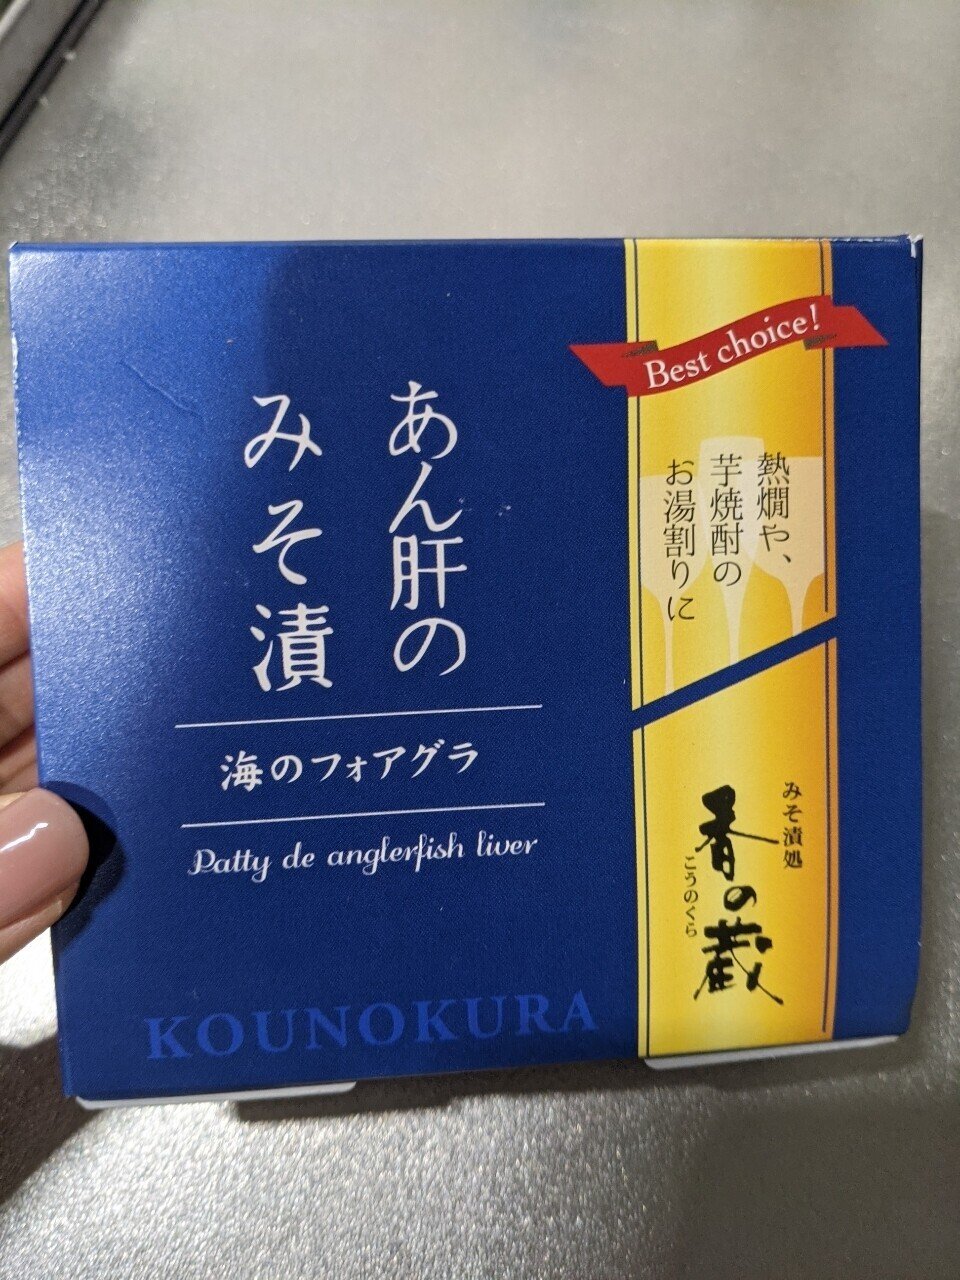 Best choice!
熱燗や、
芋焼酎の
お湯割りに
あん肝の
みそ漬
海のフォアグラ
Patty de anglerfish liver
みそ漬処
香の蔵
こうのくら
KOUNOKURA